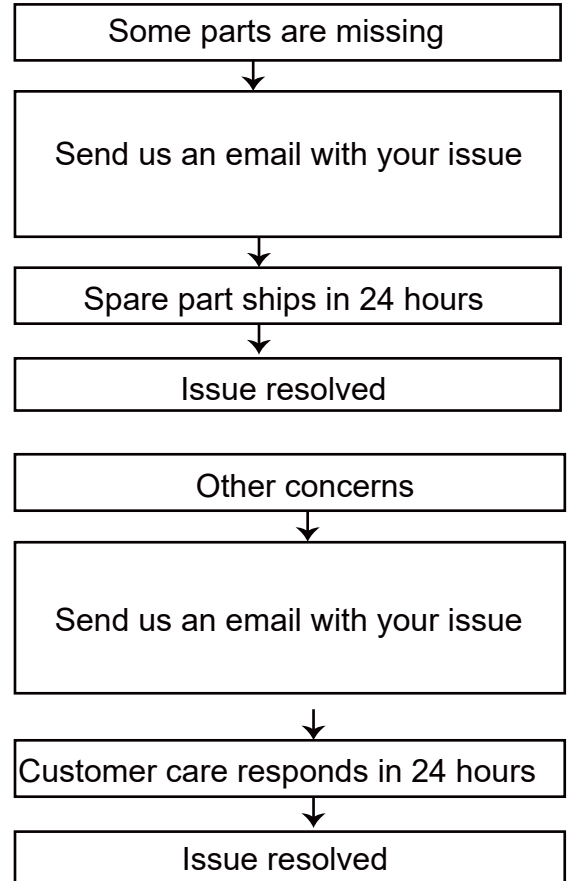 Some parts are missing
Send us an email with your issue
Spare part ships in 24 hours
Issue resolved
Other concerns
Send us an email with your issue
Customer care responds in 24 hours
Issue resolved